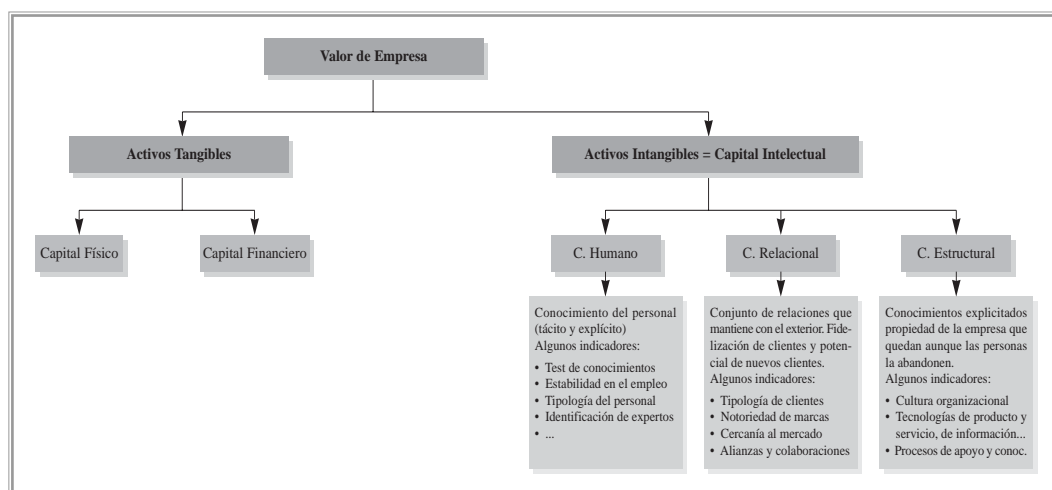 Valor de Empresa
Activos Tangibles
Activos Intangibles = Capital Intelectual
Capital Físico
Capital Financiero
C. Humano
C. Relacional
C. Estructural
Conocimiento del personal
(tácito y explícito)
Algunos indicadores:
• Test de conocimientos
• Estabilidad en el empleo
• Tipología del personal
• Identificación de expertos
• ...
Conjunto de relaciones que
mantiene con el exterior. Fide-
lización de clientes y poten-
cial de nuevos clientes.
Algunos indicadores:
• Tipología de clientes
• Notoriedad de marcas
• Cercanía al mercado
• Alianzas y colaboraciones
Conocimientos explicitados
propiedad de la empresa que
quedan aunque las personas
la abandonen.
Algunos indicadores:
• Cultura organizacional
• Tecnologías de producto y
servicio, de información...
• Procesos de apoyo y conoc.